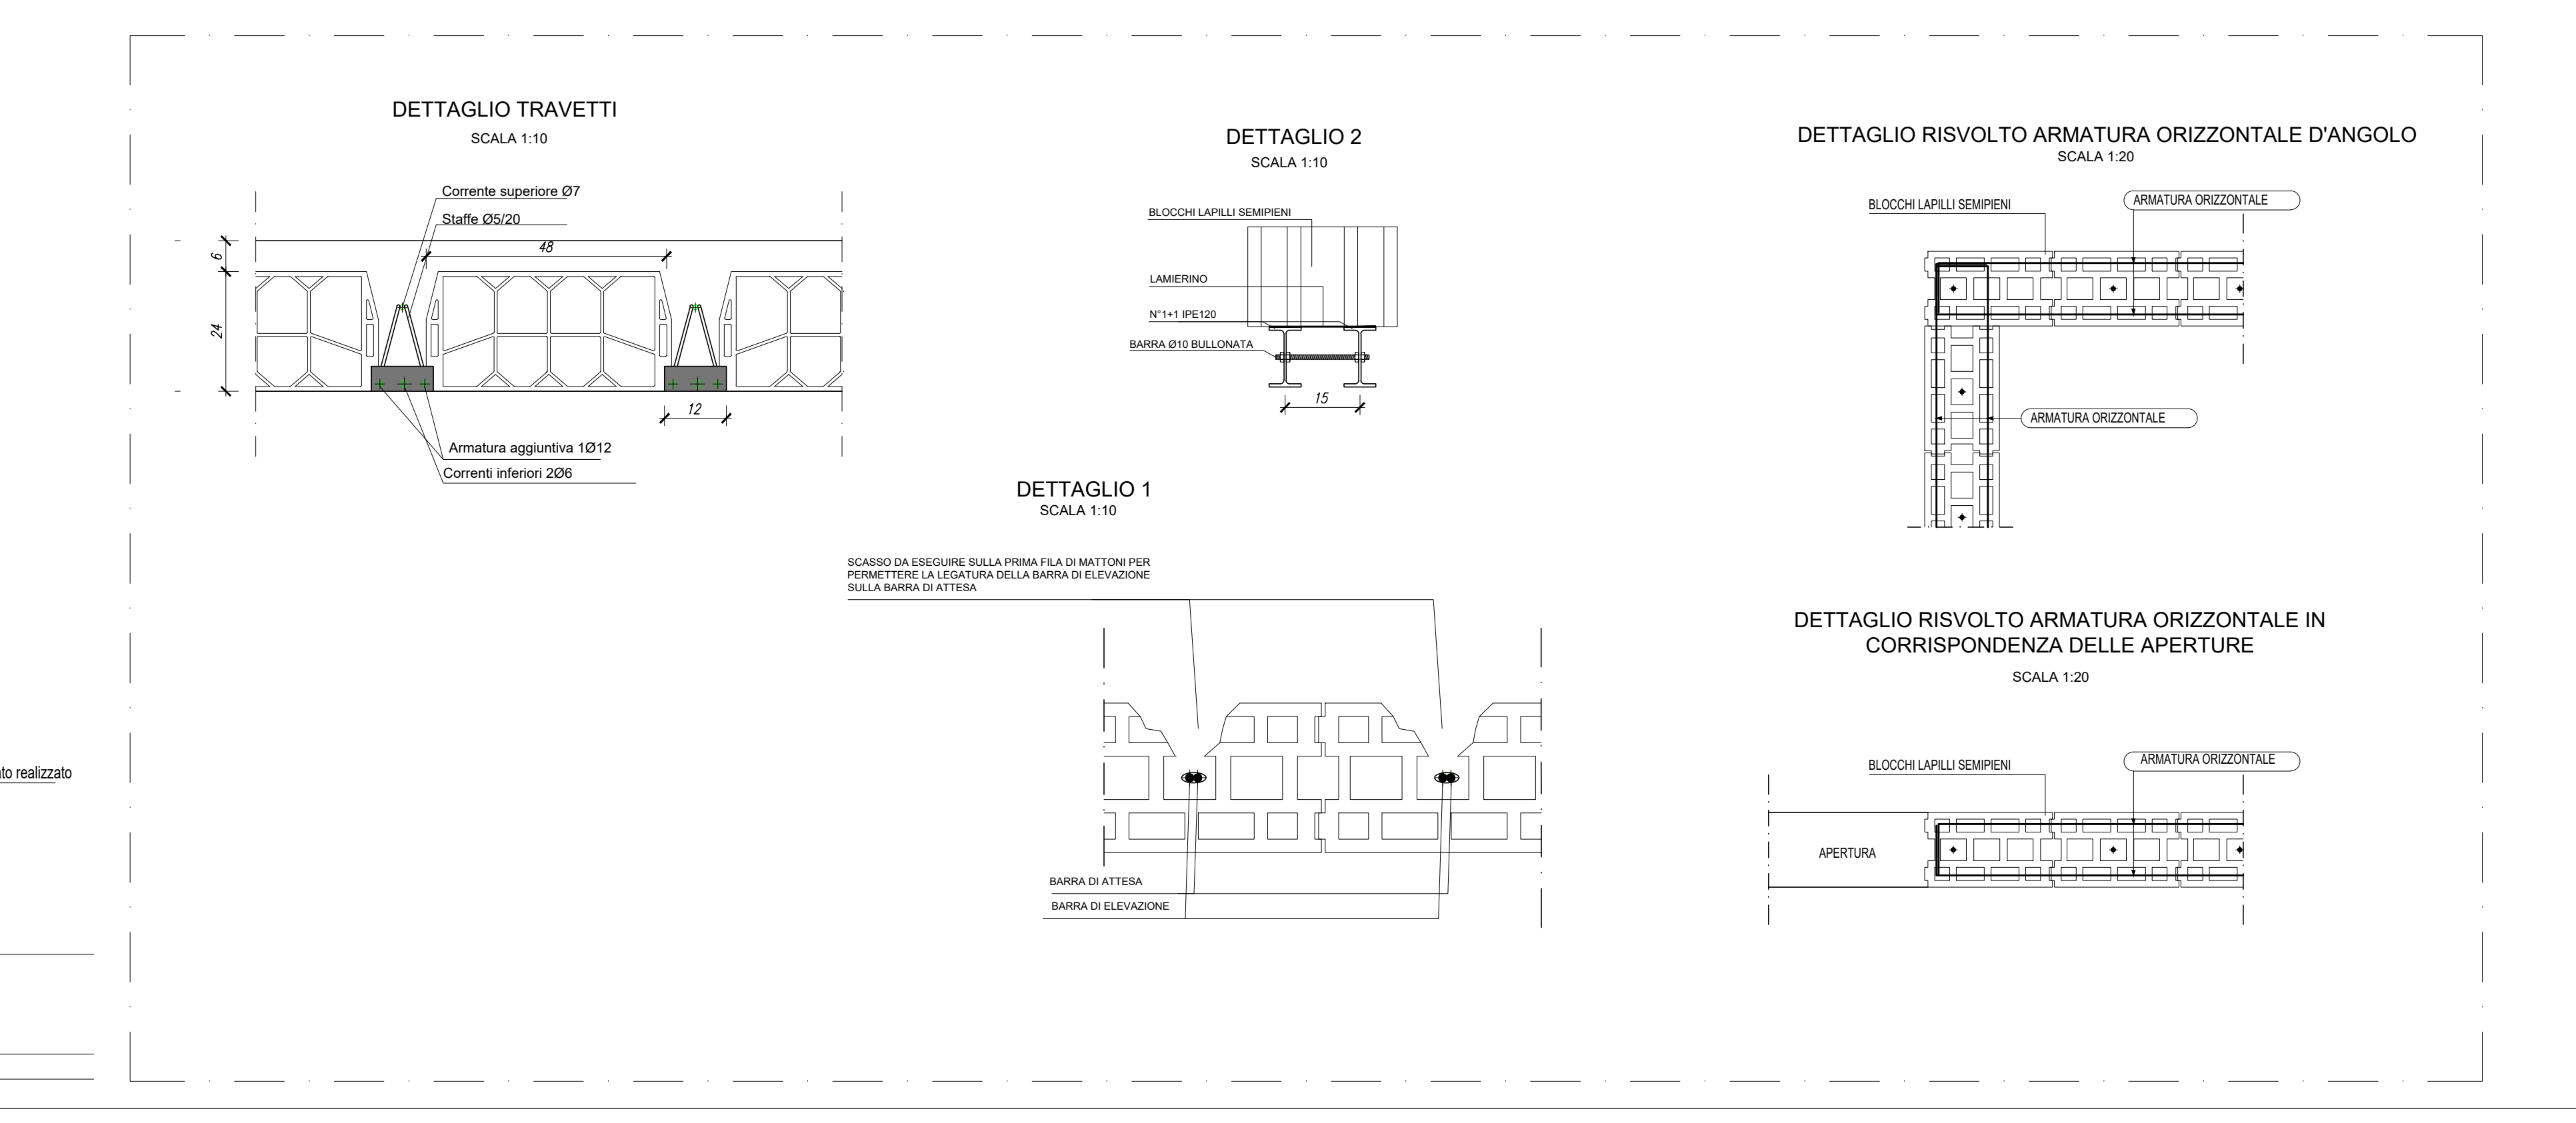 DETTAGLIO TRAVETTI
SCALA 1:10
Corrente superiore Ø7
Staffe Ø5/20
48
6
24
12
Armatura aggiuntiva 1Ø12
Correnti inferiori 2Ø6
DETTAGLIO 2
SCALA 1:10
BLOCCHI LAPILLI SEMIPIENI
LAMIERINO
N°1+1 IPE120
BARRA Ø10 BULLONATA
15
DETTAGLIO 1
SCALA 1:10
SCASSO DA ESEGUIRE SULLA PRIMA FILA DI MATTONI PER
PERMETTERE LA LEGATURA DELLA BARRA DI ELEVAZIONE
SULLA BARRA DI ATTESA
BARRA DI ATTESA
BARRA DI ELEVAZIONE
DETTAGLIO RISVOLTO ARMATURA ORIZZONTALE D'ANGOLO
SCALA 1:20
BLOCCHI LAPILLI SEMIPIENI
ARMATURA ORIZZONTALE
ARMATURA ORIZZONTALE
DETTAGLIO RISVOLTO ARMATURA ORIZZONTALE IN
CORRISPONDENZA DELLE APERTURE
SCALA 1:20
BLOCCHI LAPILLI SEMIPIENI
ARMATURA ORIZZONTALE
APERTURA
realizzato